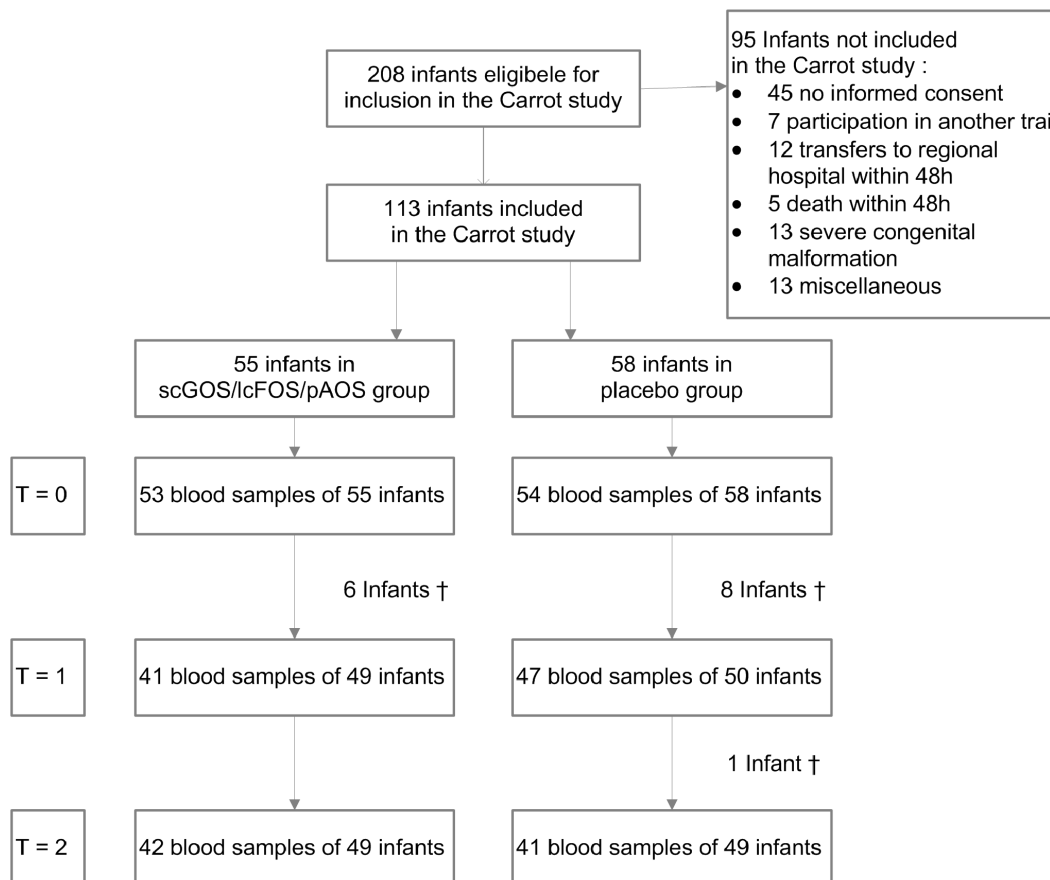 208 infants eligibele for
inclusion in the Carrot study
95 Infants not included
in the Carrot study :
● 45 no informed consent
● 7 participation in another trai
● 12 transfers to regional
hospital within 48h
● 5 death within 48h
● 13 severe congenital
malformation
● 13 miscellaneous
113 infants included
in the Carrot study
55 infants in
scGOS/lcFOS/pAOS group
58 infants in
placebo group
T = 0
53 blood samples of 55 infants
54 blood samples of 58 infants
6 Infants †
8 Infants †
T = 1
41 blood samples of 49 infants
47 blood samples of 50 infants
1 Infant †
T = 2
42 blood samples of 49 infants
41 blood samples of 49 infants